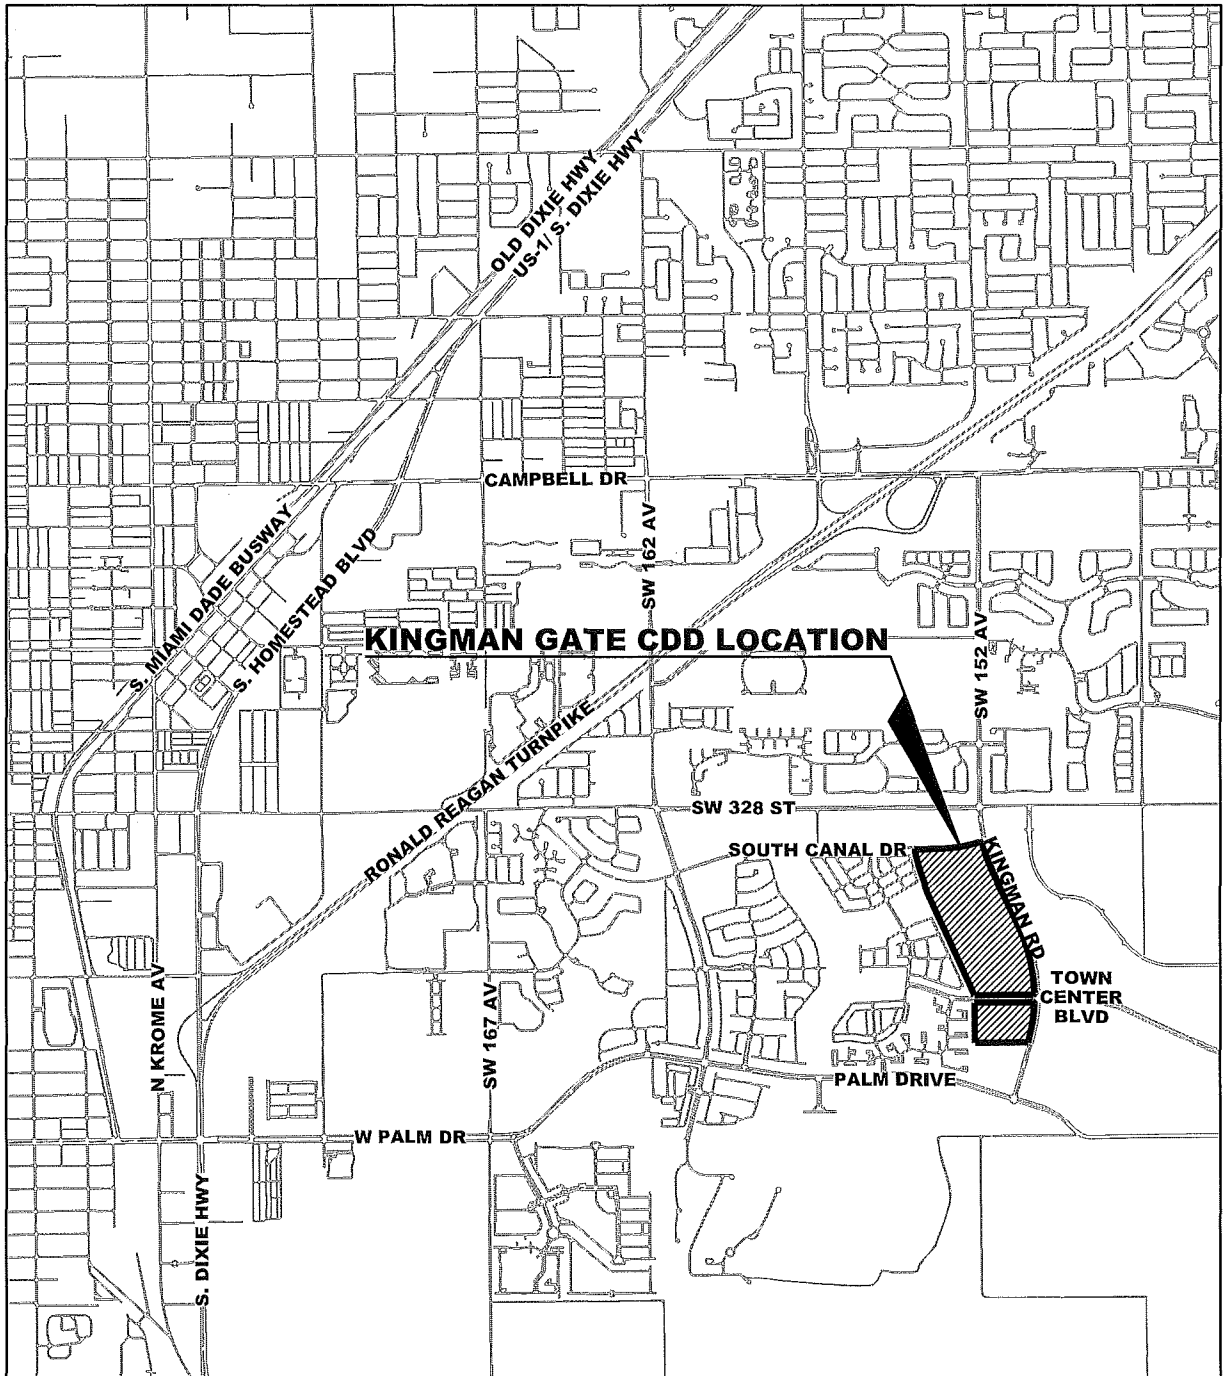 OLD DIXIE HWY
US-1/ S. DIXIE HWY
CAMPBELL DR
SW 162 AV
S. MIAMI DADE BUSWAY
S. HOMESTEAD BLVD
KINGMAN GATE CDD LOCATION
SW 152 AV
RONALD REAGAN TURNPIKE
SW 328 ST
SOUTH CANAL DR
KINGMAN RD
TOWN
CENTER
BLVD
N KROME AV
SW 167 AV
PALM DRIVE
W PALM DR
S. DIXIE HWY